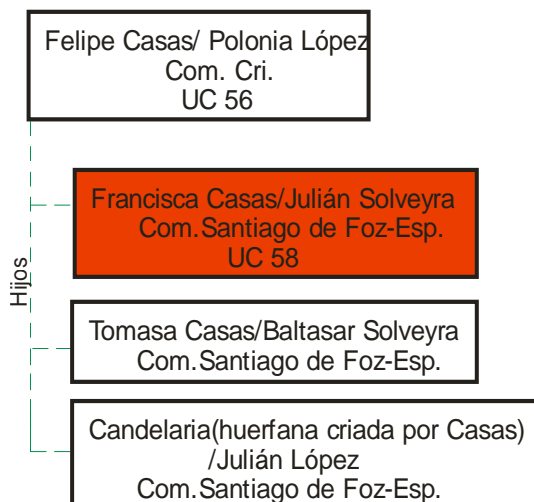 Felipe Casas/ Polonia López
Com. Cri.
UC 56
Hijos
Francisca Casas/Julián Solveyra
Com.Santiago de Foz-Esp.
UC 58
Tomasa Casas/Baltasar Solveyra
Com.Santiago de Foz-Esp.
Candelaria(huerfana criada por Casas)
/Julián López
Com.Santiago de Foz-Esp.